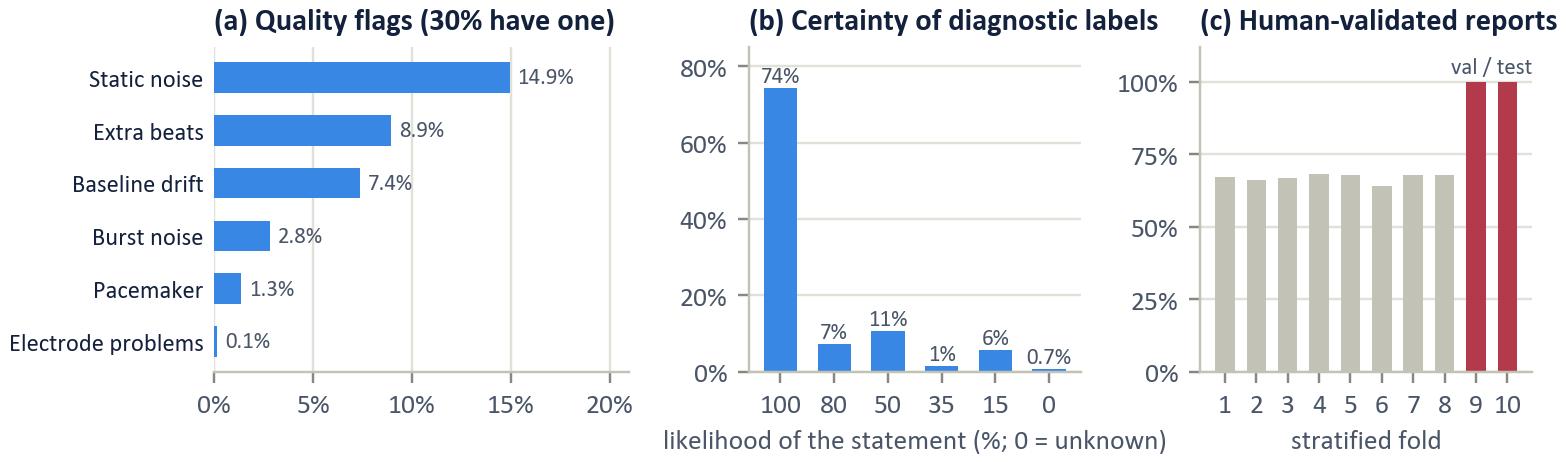 (a) Quality flags (30% have one)
Static noise
14.9%
Extra beats
8.9%
Baseline drift
7.4%
Burst noise
2.8%
Pacemaker
1.3%
Electrode problems
0.1%
0% 5% 10% 15% 20%
(b) Certainty of diagnostic labels
80%
60%
40%
20%
0%
74%
7%
11%
1%
6%
0.7%
100 80 50 35 15 0
likelihood of the statement (%; 0 = unknown)
(c) Human-validated reports
val / test
100%
75%
50%
25%
0%
1 2 3 4 5 6 7 8 9 10
stratified fold